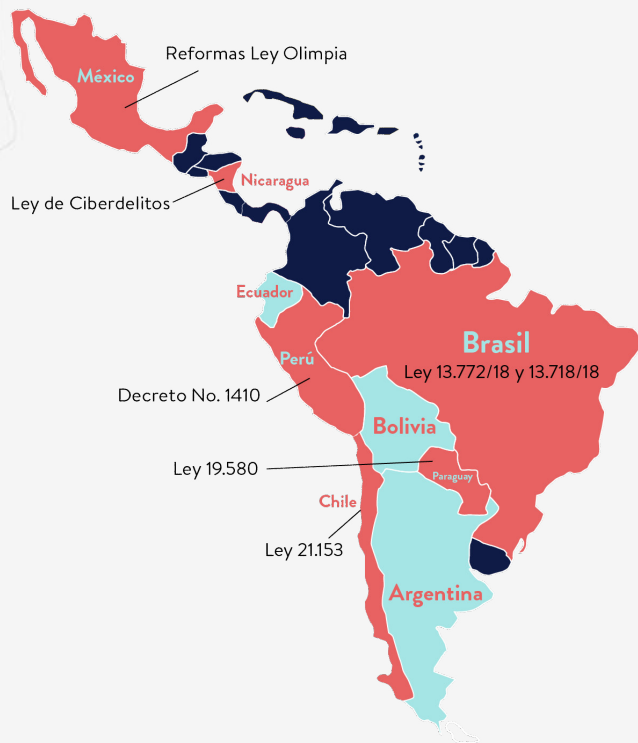 Reformas Ley Olimpia
México
Nicaragua
Ley de Ciberdelitos
Ecuador
Brasil
Perú
Ley 13.772/18 y 13.718/18
Decreto No. 1410
Bolivia
Ley 19.580
Paraguay
Chile
Ley 21.153
Argentina